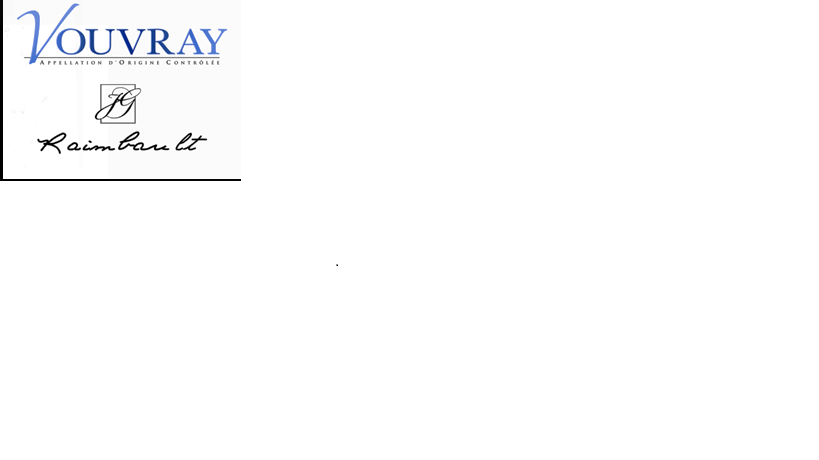 VOUVRAY
APPELLATION D'ORIGINE CONTRÔLÉE
JG
Raimbault